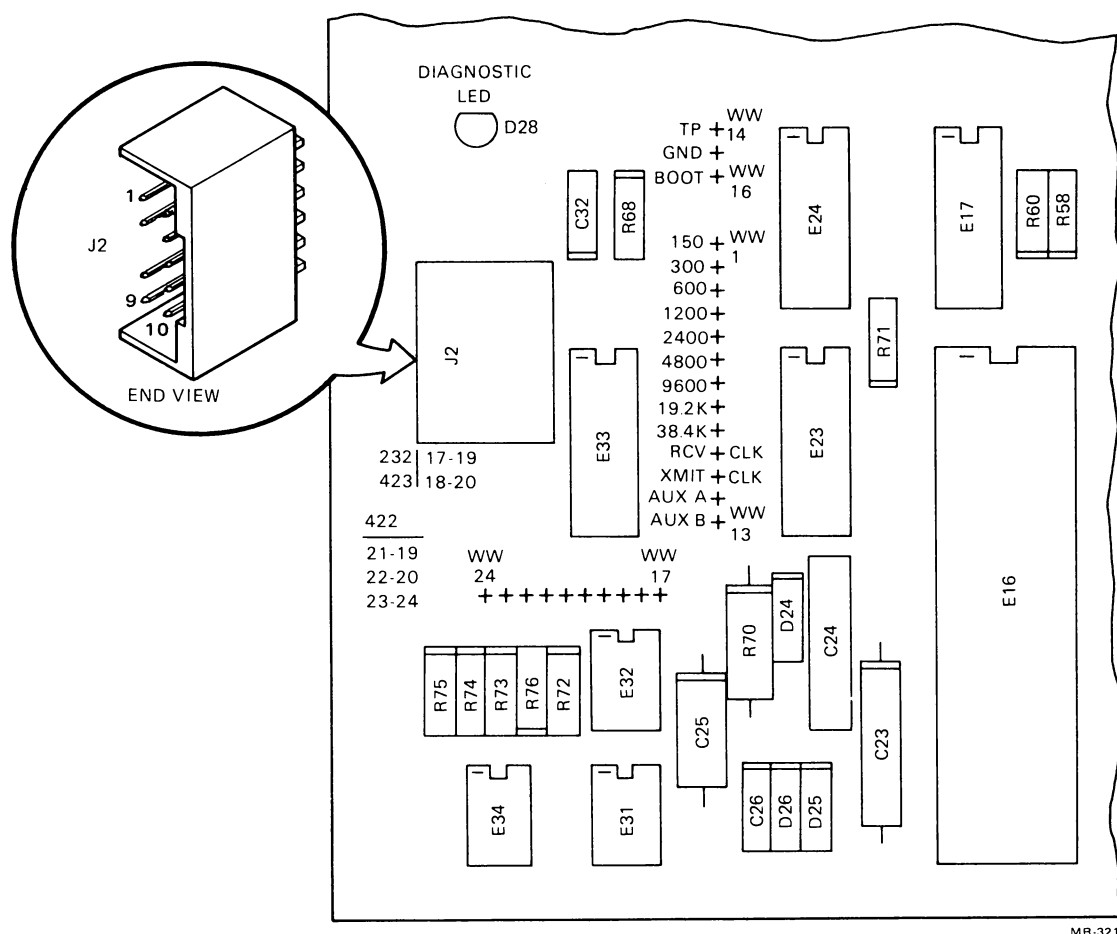 DIAGNOSTIC
LED
D28
1
J2
9
10
END VIEW
TP + WW
14
GND +
BOOT + WW
16
150 + WW
1
300 +
600 +
1200 +
2400 +
4800 +
9600 +
19.2K +
38.4K +
RCV + CLK
XMIT + CLK
AUX A +
AUX B + WW
13
C32
R68
E24
E17
R60
R58
J2
E33
E23
R71
E16
232 17-19
423 18-20
422
21-19
22-20
23-24
WW
24
WW
17
+ + + + + + + + + +
R75
R74
R73
R76
R72
E32
C25
R70
D24
C24
C23
E34
E31
C26
D26
D25